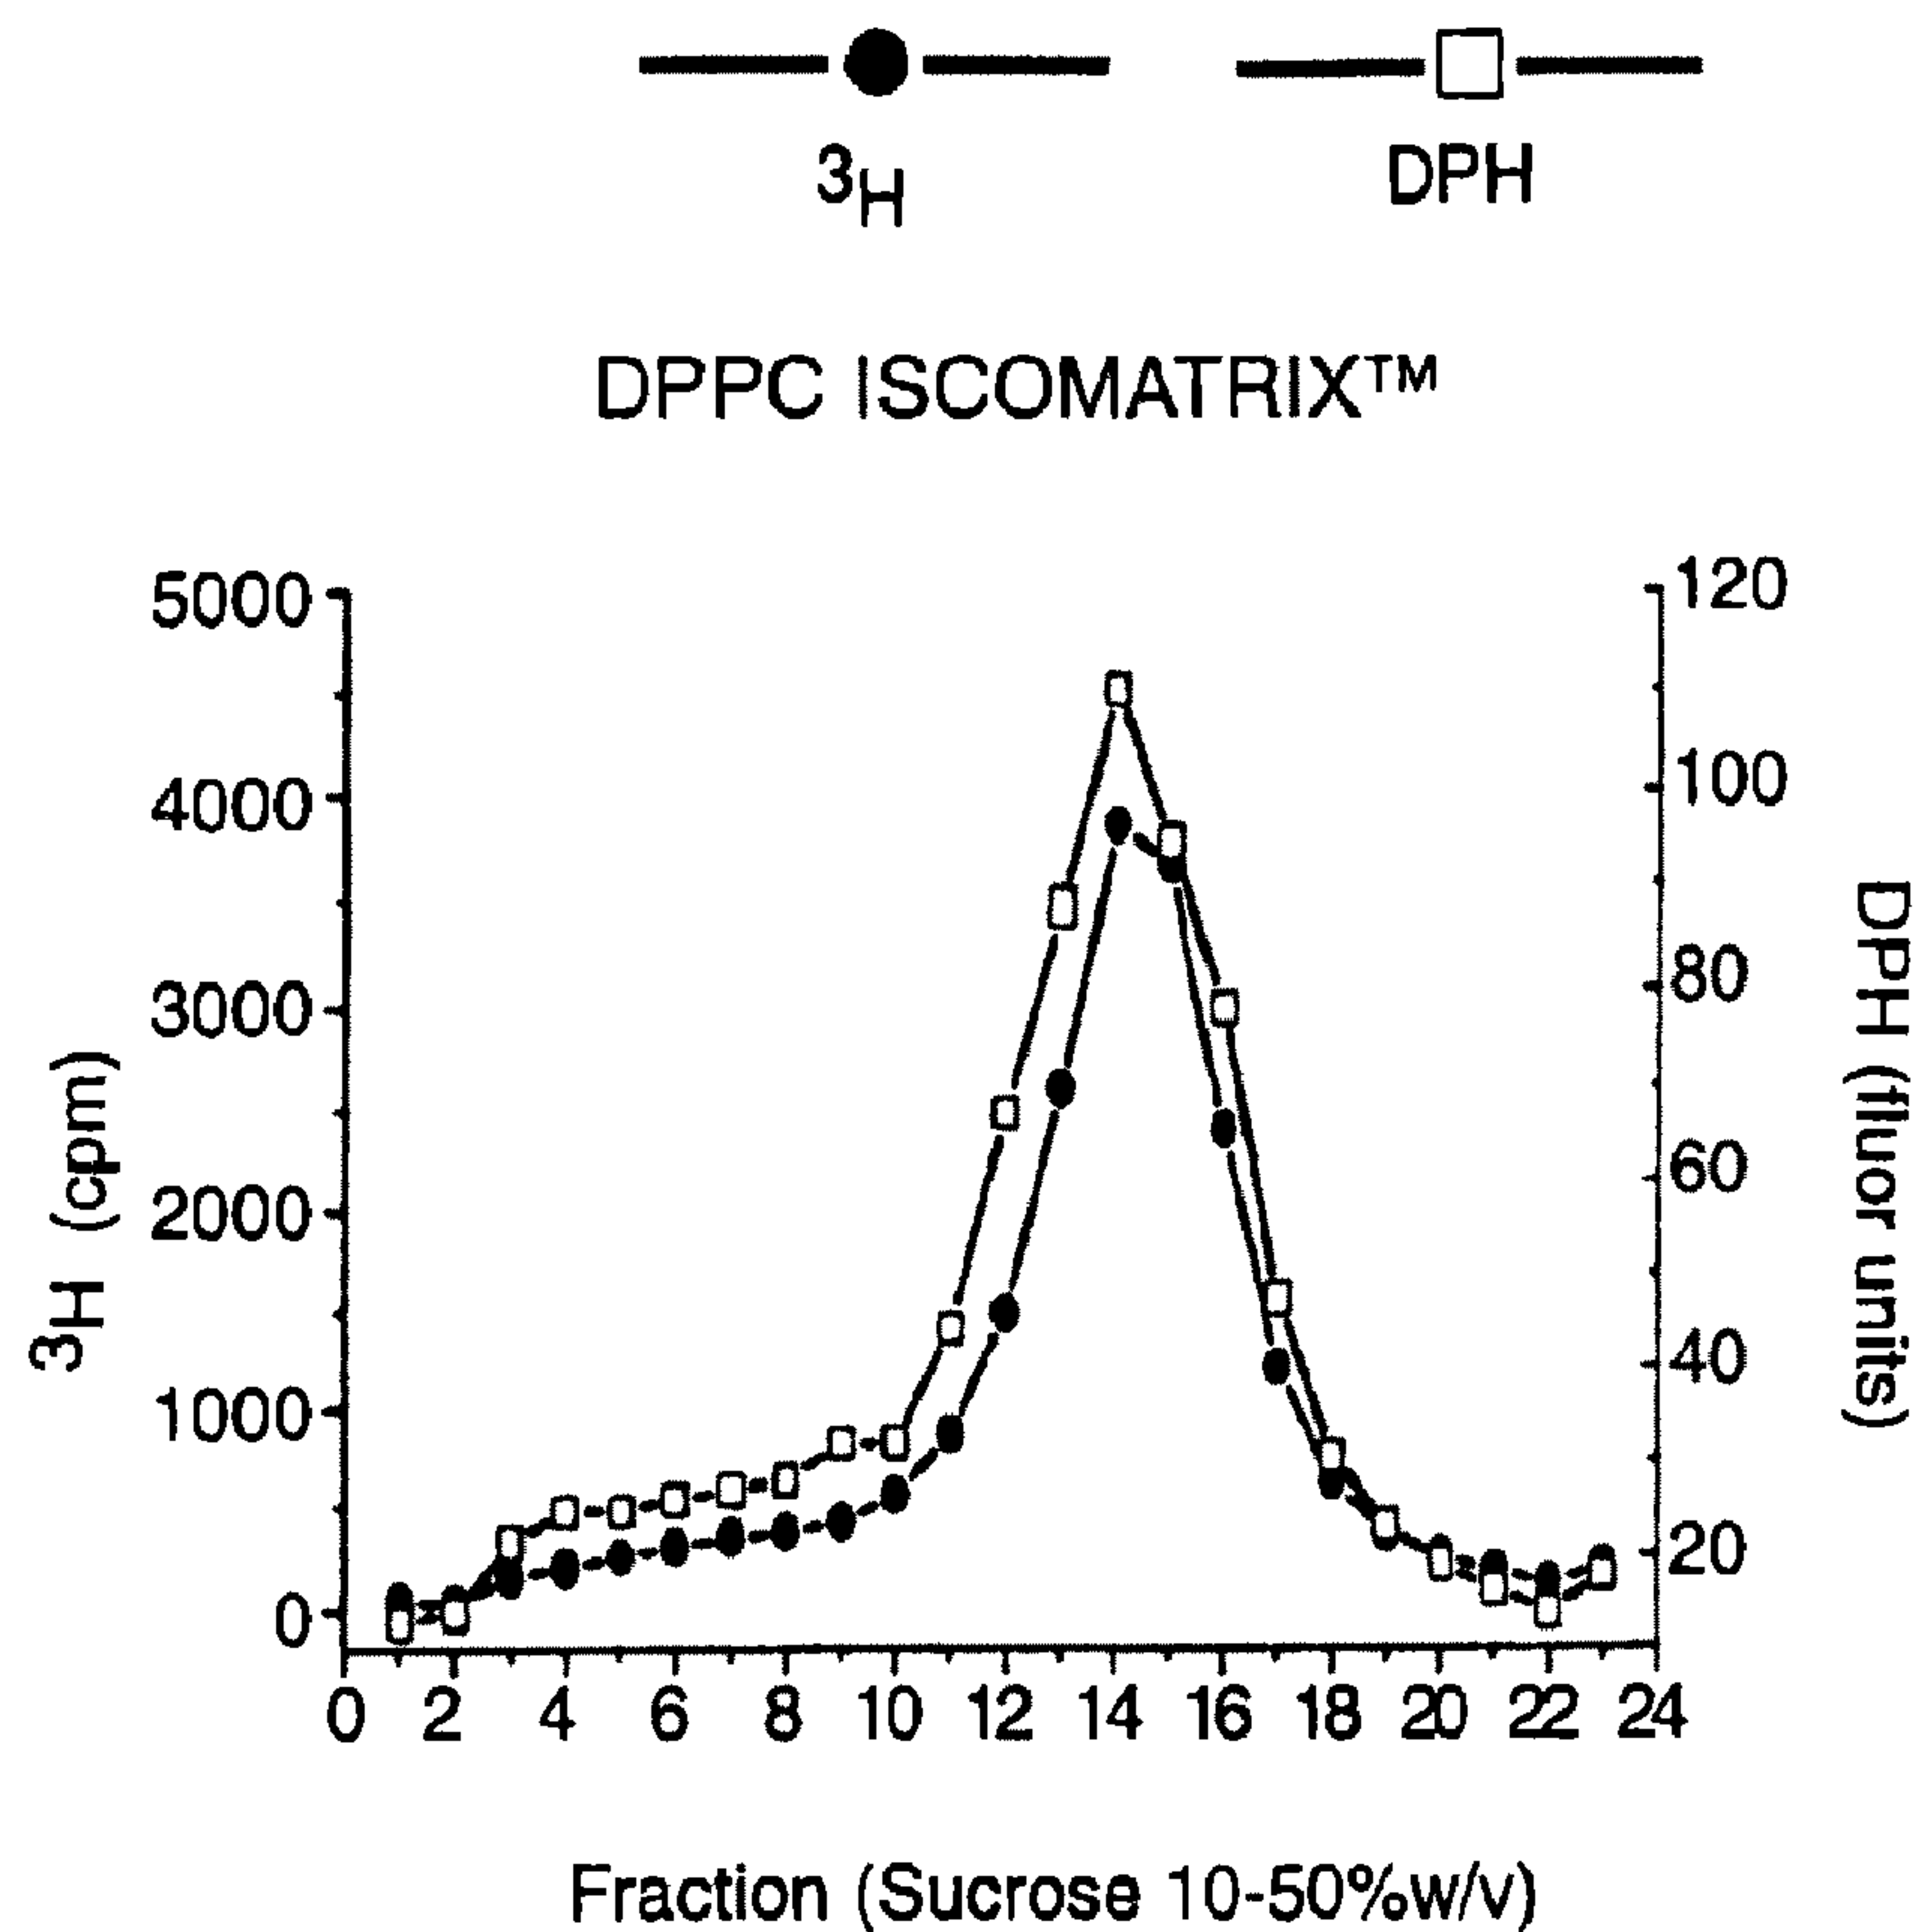 3H DPH
DPPC ISCOMATRIX™
5000
4000
3000
2000
1000
0
3H (cpm)
120
100
80
60
40
20
DPH (fluor units)
0 2 4 6 8 10 12 14 16 18 20 22 24
Fraction (Sucrose 10-50%w/v)